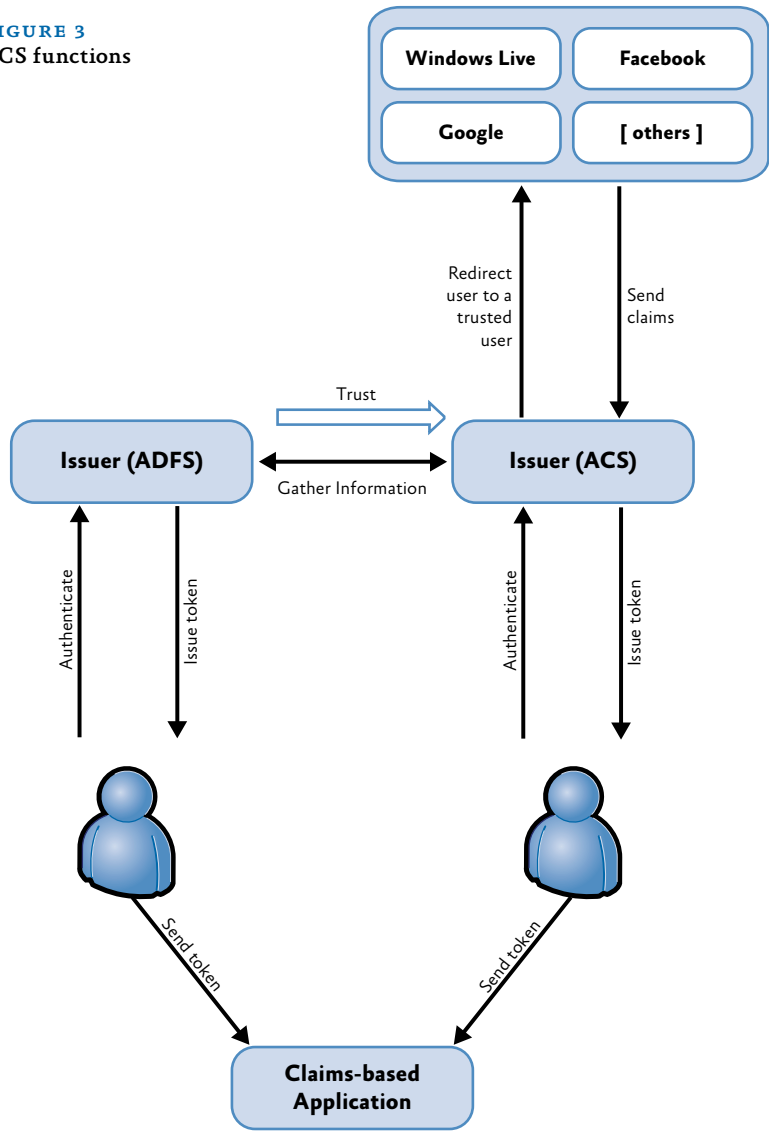 IGURE 3
CS functions
Windows Live
Facebook
Google
[ others ]
Redirect
user to a
trusted
user
Send
claims
Trust
Issuer (ADFS)
Issuer (ACS)
Gather Information
Authenticate
Issue token
Authenticate
Issue token
Send token
Send token
Claims-based
Application